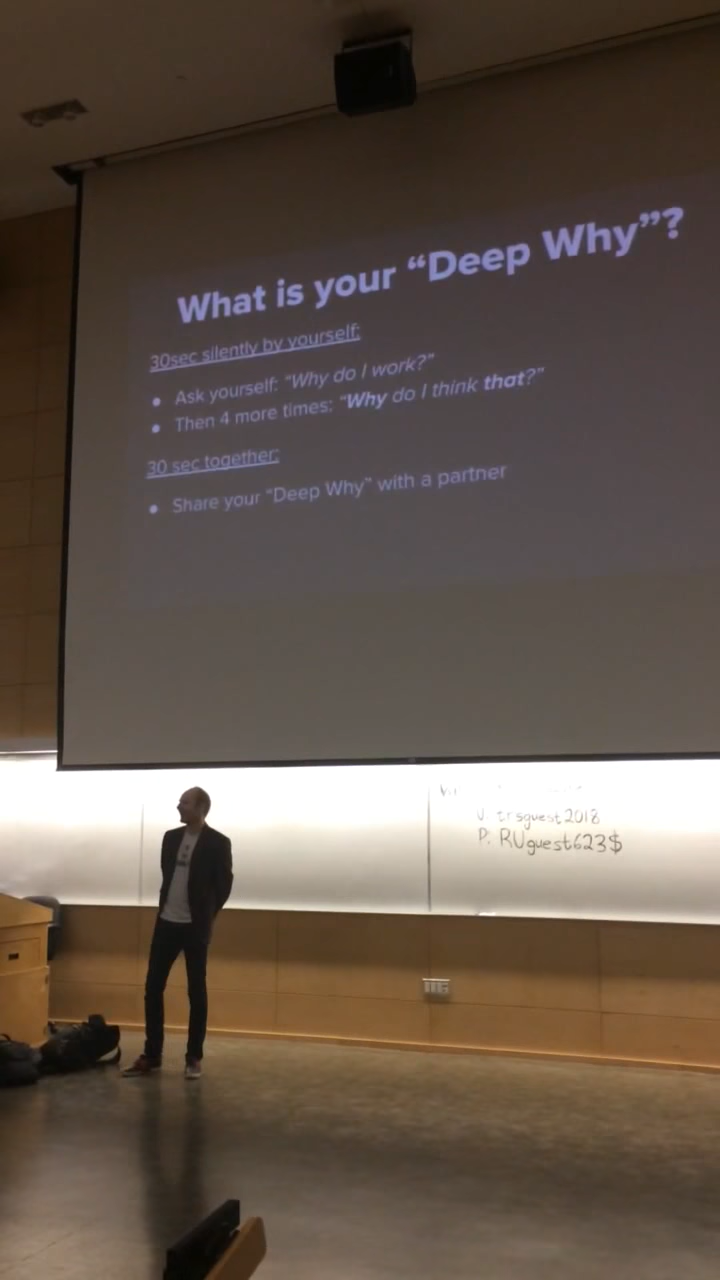 What is your “Deep Why”?
30sec silently by yourself:
● Ask yourself: “Why do I work?”
● Then 4 more times: “Why do I think that?”
30 sec together:
● Share your “Deep Why” with a partner
U: trsguest2018
P: RUguest623$